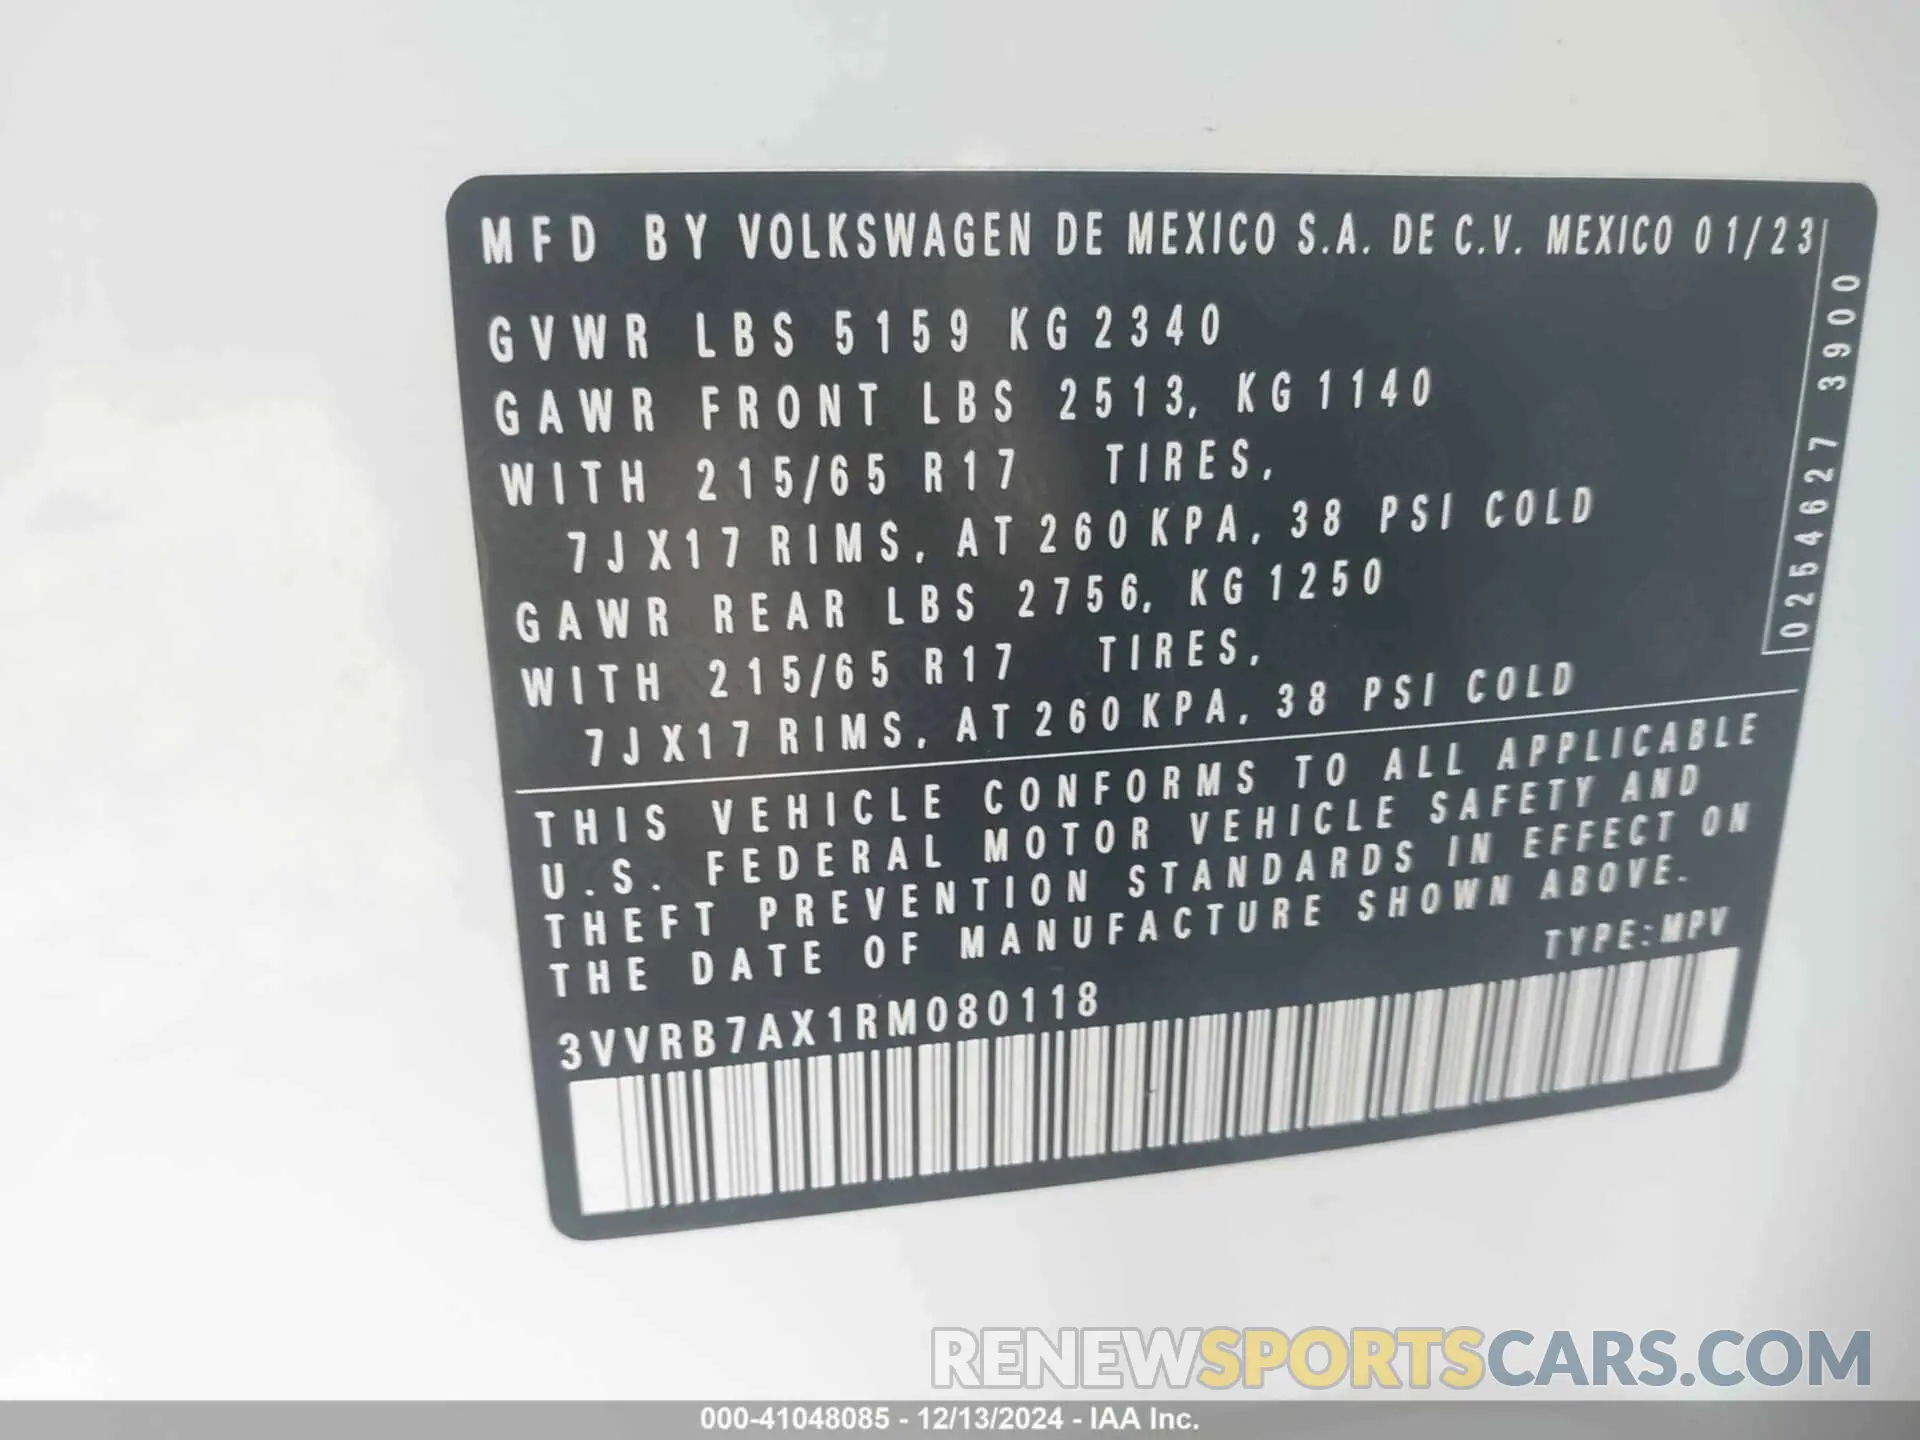 MFD BY VOLKSWAGEN DE MEXICO S.A. DE C.V. MEXICO 01/23
GVWR LBS 5159 KG 2340
GAWR FRONT LBS 2513, KG 1140
WITH 215/65 R17 TIRES,
7JX17 RIMS, AT 260 KPA, 38 PSI COLD
GAWR REAR LBS 2756, KG 1250
WITH 215/65 R17 TIRES,
7JX17 RIMS, AT 260 KPA, 38 PSI COLD
0254627 3900
THIS VEHICLE CONFORMS TO ALL APPLICABLE
U.S. FEDERAL MOTOR VEHICLE SAFETY AND
THEFT PREVENTION STANDARDS IN EFFECT ON
THE DATE OF MANUFACTURE SHOWN ABOVE.
TYPE:MPV
3VVRB7AX1RM080118
RENEWSPORTSCARS.COM
000-41048085 - 12/13/2024 - IAA Inc.